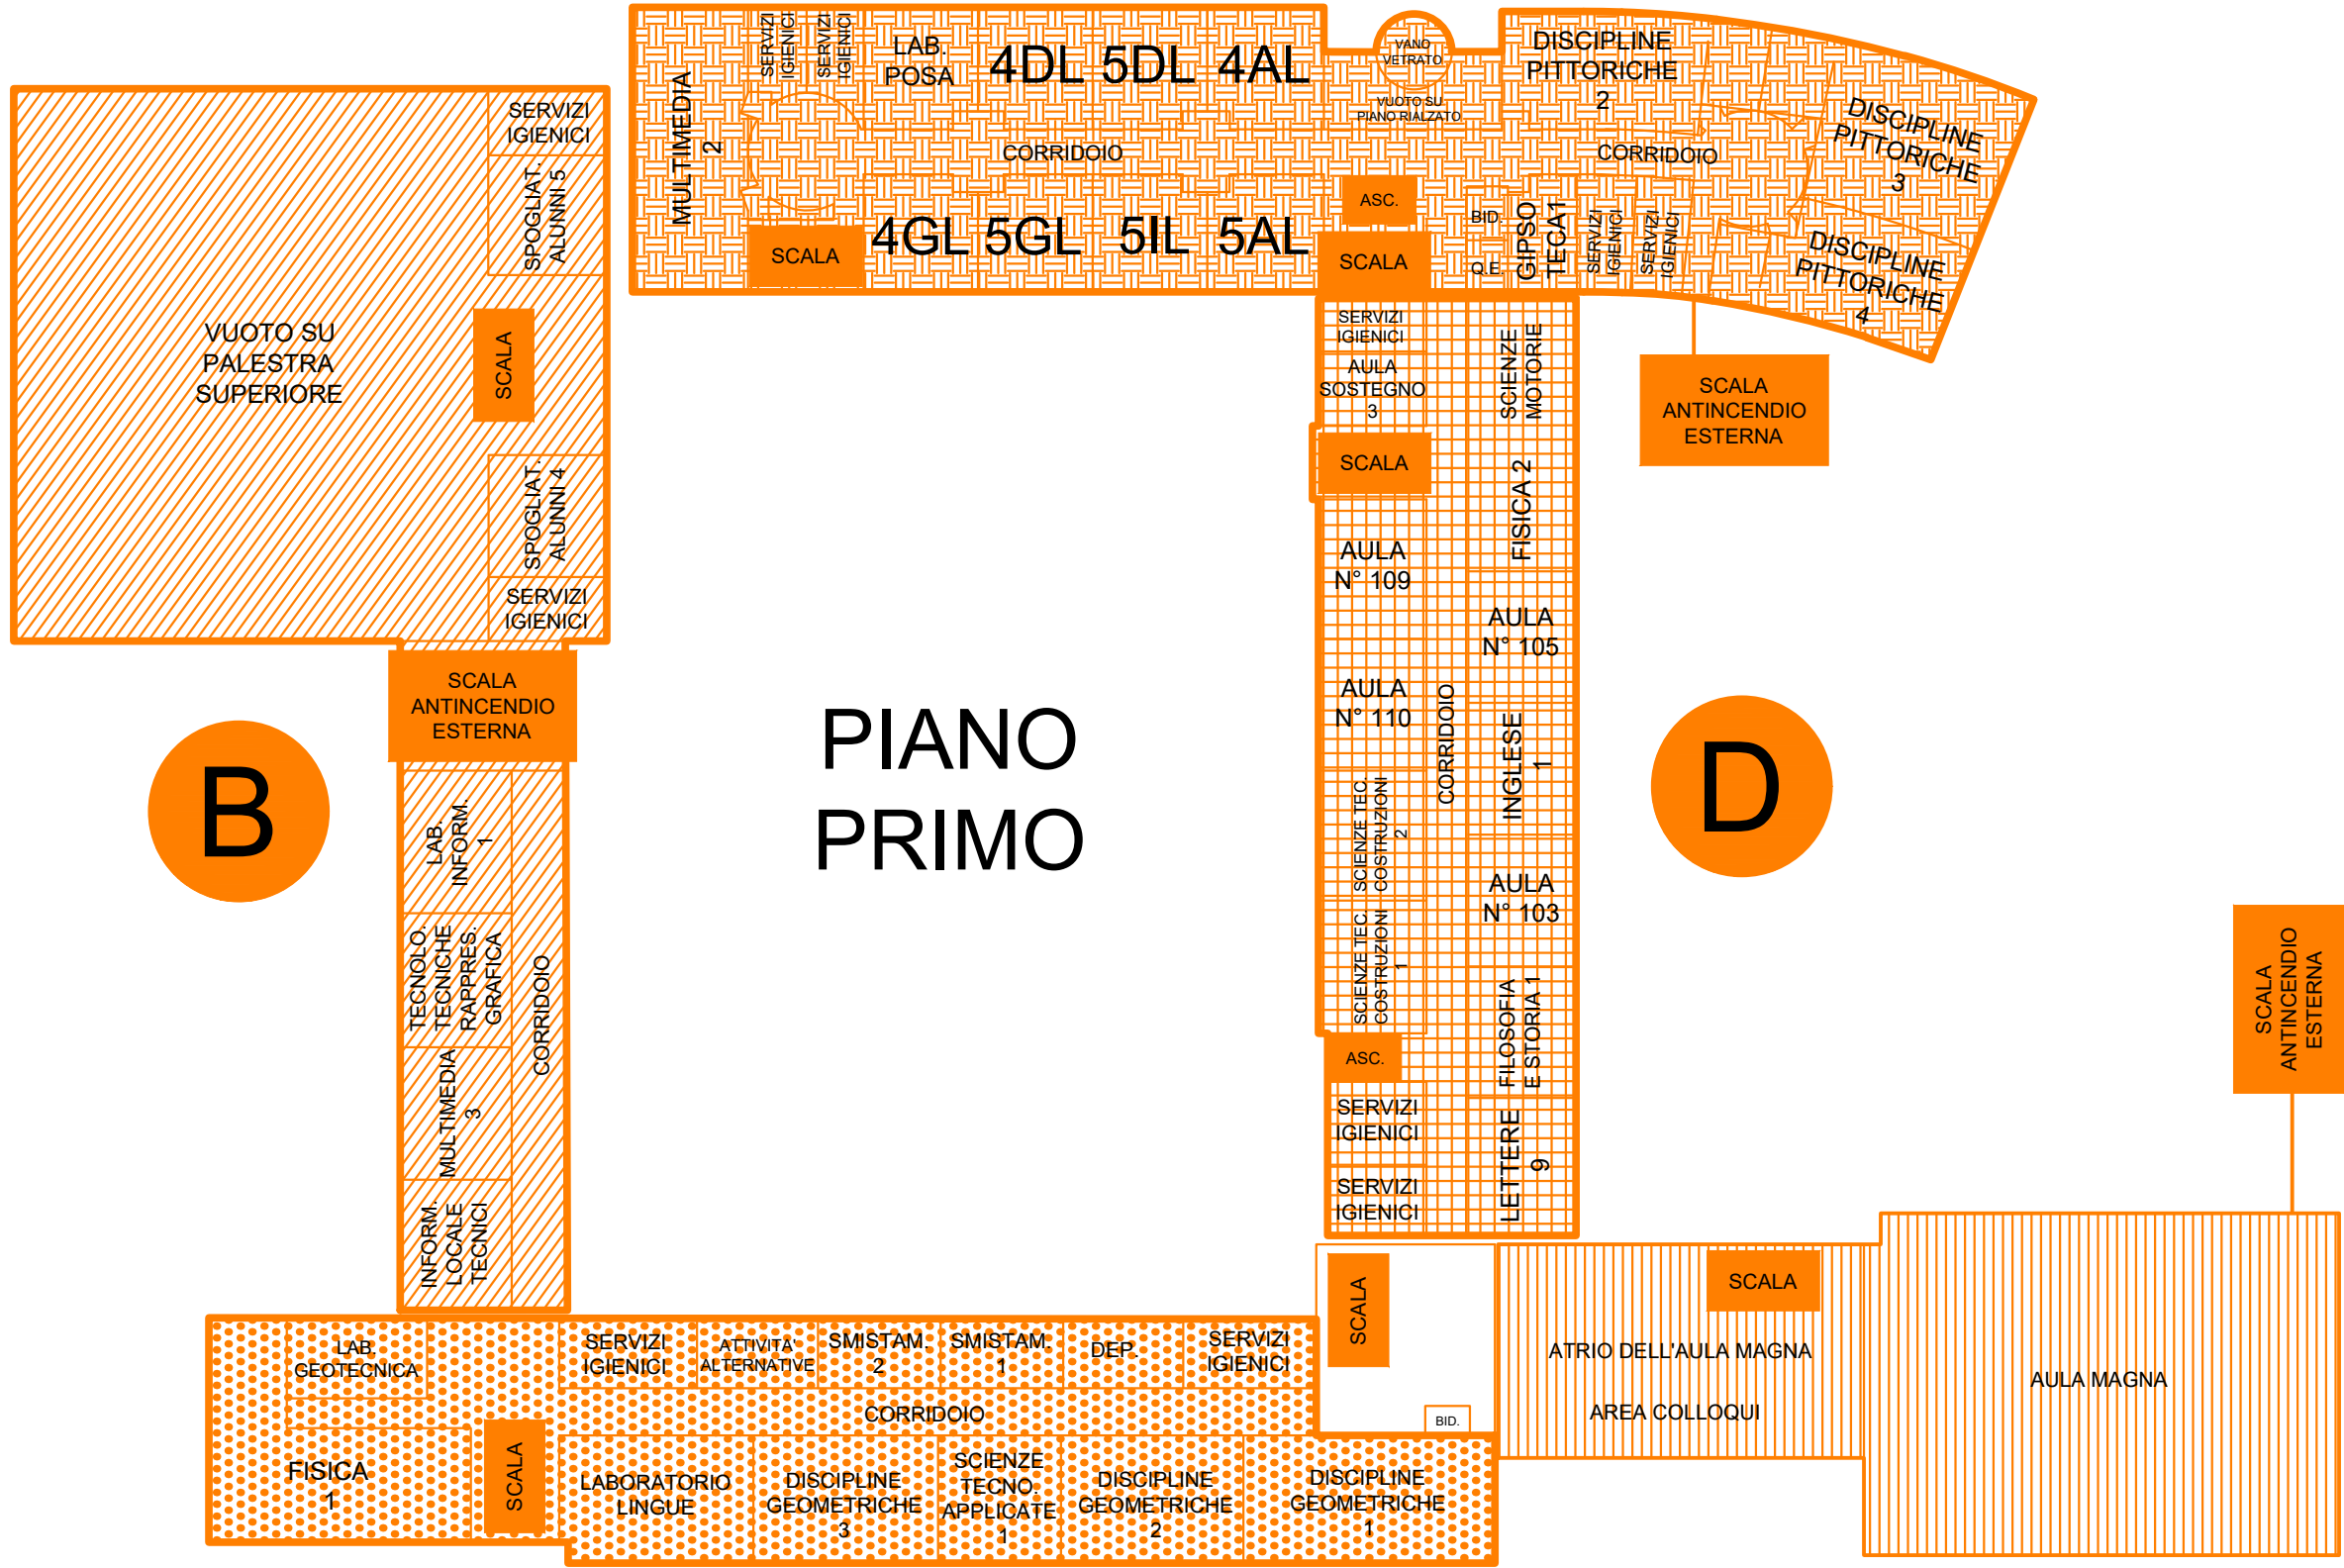 MULTIMEDIA
2
SERVIZI
IGIENICI
SERVIZI
IGIENICI
LAB.
POSA
4DL 5DL 4AL
VANO
VETRATO
VUOTO SU
PIANO RIALZATO
DISCIPLINE
PITTORICHE
2
DISCIPLINE
PITTORICHE
3
DISCIPLINE
PITTORICHE
4
CORRIDOIO
CORRIDOIO
SCALA
4GL 5GL 5IL 5AL
ASC.
SCALA
BID.
Q.E.
GIPSO
TECA1
SERVIZI
IGIENICI
SERVIZI
IGIENICI
SCALA
ANTINCENDIO
ESTERNA
SERVIZI
IGIENICI
SPOGLIAT.
ALUNNI 5
VUOTO SU
PALESTRA
SUPERIORE
SCALA
SPOGLIAT.
ALUNNI 4
SERVIZI
IGIENICI
SCALA
ANTINCENDIO
ESTERNA
B
LAB.
INFORM.
1
TECNOLO.
TECNICHE
RAPPRES.
GRAFICA
CORRIDOIO
MULTIMEDIA
3
INFORM.
LOCALE
TECNICI
PIANO
PRIMO
SERVIZI
IGIENICI
AULA
SOSTEGNO
3
SCALA
AULA
N° 109
AULA
N° 110
SCIENZE TEC.
COSTRUZIONI
2
SCIENZE TEC.
COSTRUZIONI
1
ASC.
SERVIZI
IGIENICI
SERVIZI
IGIENICI
CORRIDOIO
SCIENZE
MOTORIE
FISICA 2
AULA
N° 105
INGLESE
1
AULA
N° 103
FILOSOFIA
E STORIA 1
LETTERE
9
D
SCALA
ANTINCENDIO
ESTERNA
SCALA
BID.
SCALA
ATRIO DELL'AULA MAGNA
AREA COLLOQUI
AULA MAGNA
LAB.
GEOTECNICA
SERVIZI
IGIENICI
ATTIVITA'
ALTERNATIVE
SMISTAM.
2
SMISTAM.
1
DEP.
SERVIZI
IGIENICI
CORRIDOIO
FISICA
1
SCALA
LABORATORIO
LINGUE
DISCIPLINE
GEOMETRICHE
3
SCIENZE
TECNO.
APPLICATE
1
DISCIPLINE
GEOMETRICHE
2
DISCIPLINE
GEOMETRICHE
1